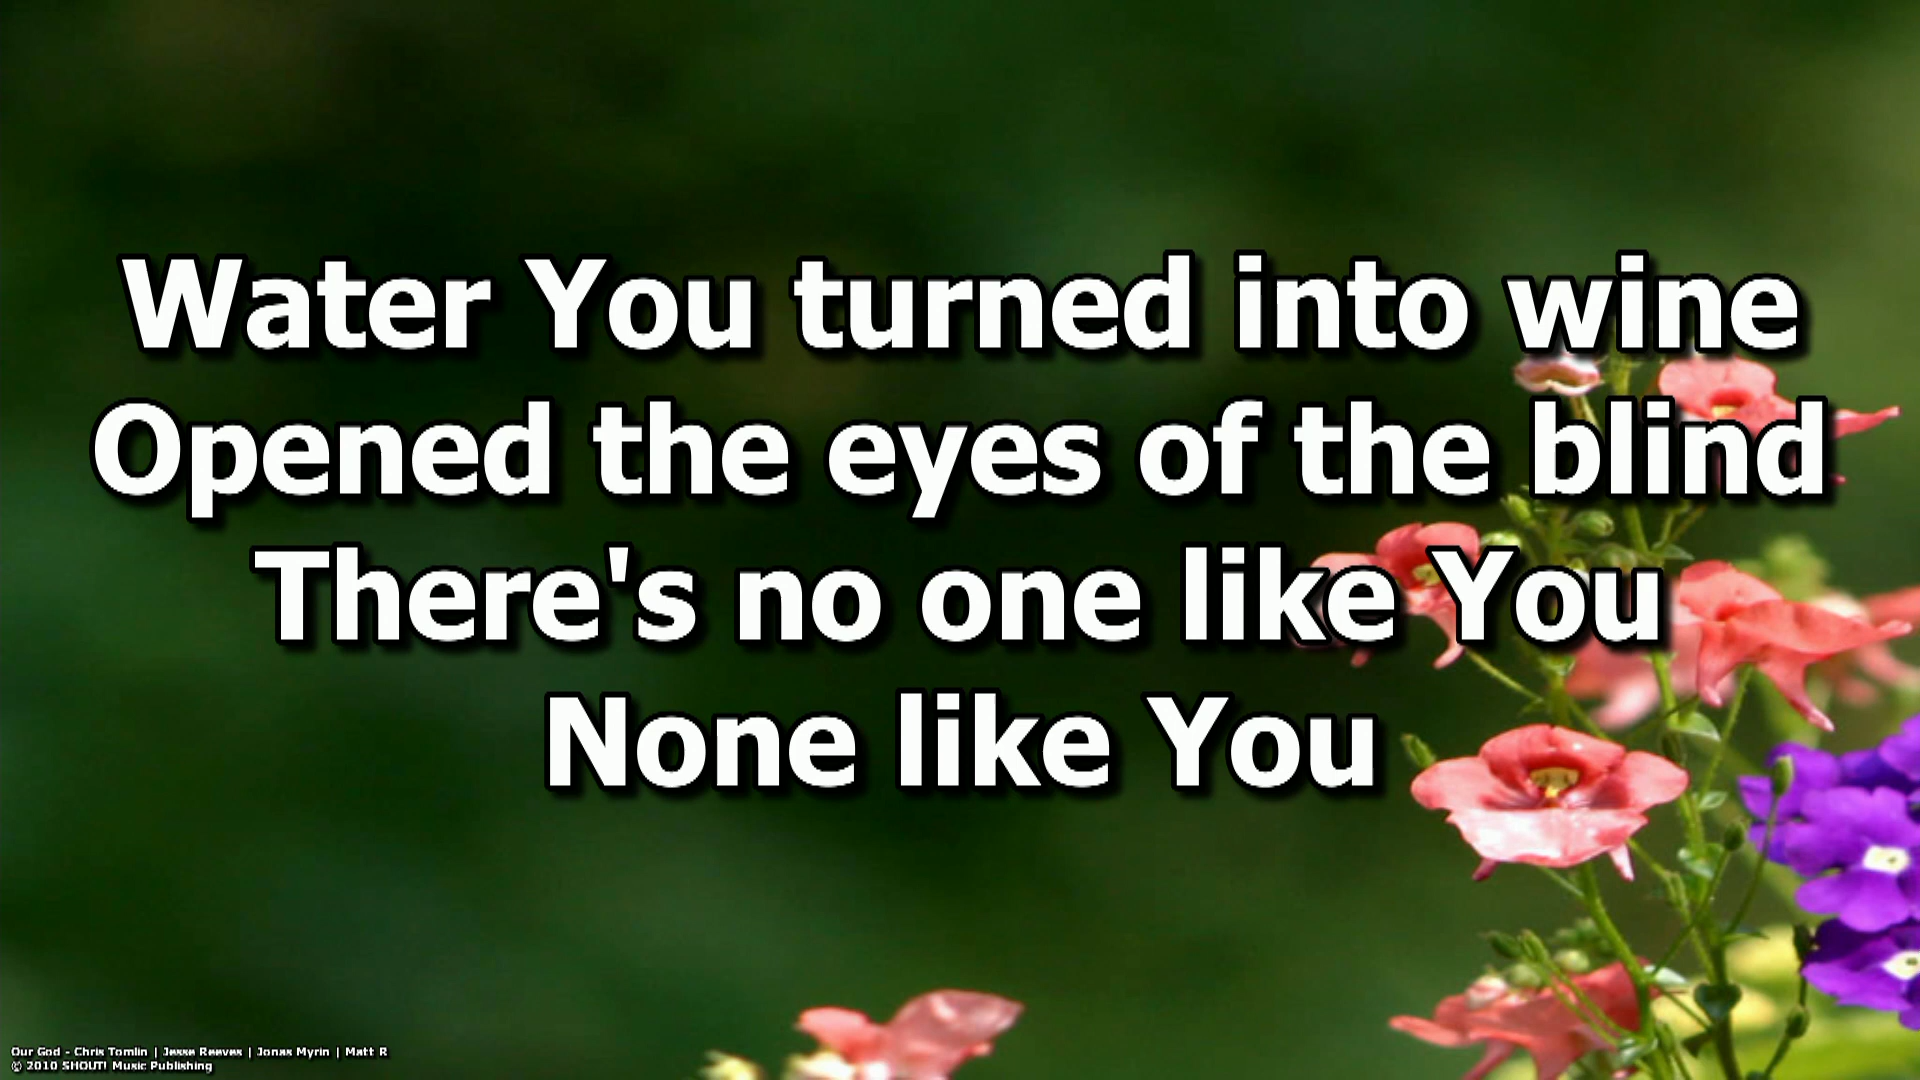 Water You turned into wine
Opened the eyes of the blind
There's no one like You
None like You
Our God - Chris Tomlin | Jesse Reeves | Jonas Myrin | Matt R
© 2010 SHOUT! Music Publishing